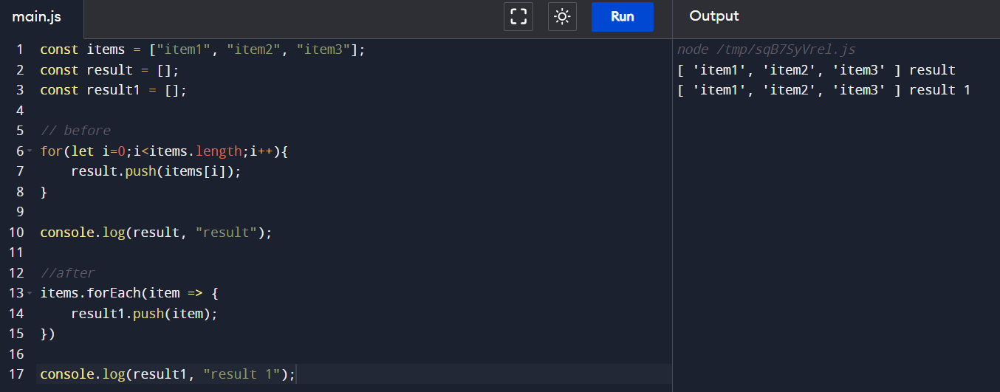 main.js Run Output
1 const items = ["item1", "item2", "item3"];
2 const result = [];
3 const result1 = [];
4
5 // before
6 for(let i=0;i<items.length;i++){
7     result.push(items[i]);
8 }
9
10 console.log(result, "result");
11
12 //after
13 items.forEach(item => {
14     result1.push(item);
15 })
16
17 console.log(result1, "result 1");
node /tmp/sqB7SyVrel.js
[ 'item1', 'item2', 'item3' ] result
[ 'item1', 'item2', 'item3' ] result 1